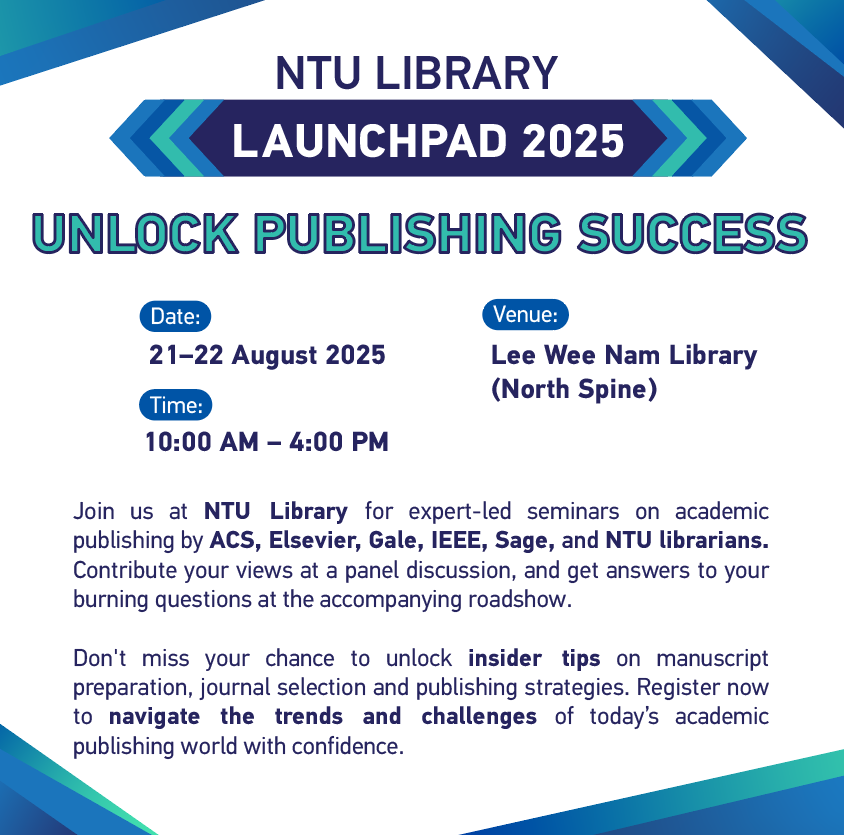 NTU LIBRARY
LAUNCHPAD 2025
UNLOCK PUBLISHING SUCCESS
Date:
21–22 August 2025
Time:
10:00 AM – 4:00 PM
Venue:
Lee Wee Nam Library
(North Spine)
Join us at NTU Library for expert-led seminars on academic
publishing by ACS, Elsevier, Gale, IEEE, Sage, and NTU librarians.
Contribute your views at a panel discussion, and get answers to your
burning questions at the accompanying roadshow.
Don't miss your chance to unlock insider tips on manuscript
preparation, journal selection and publishing strategies. Register now
to navigate the trends and challenges of today’s academic
publishing world with confidence.